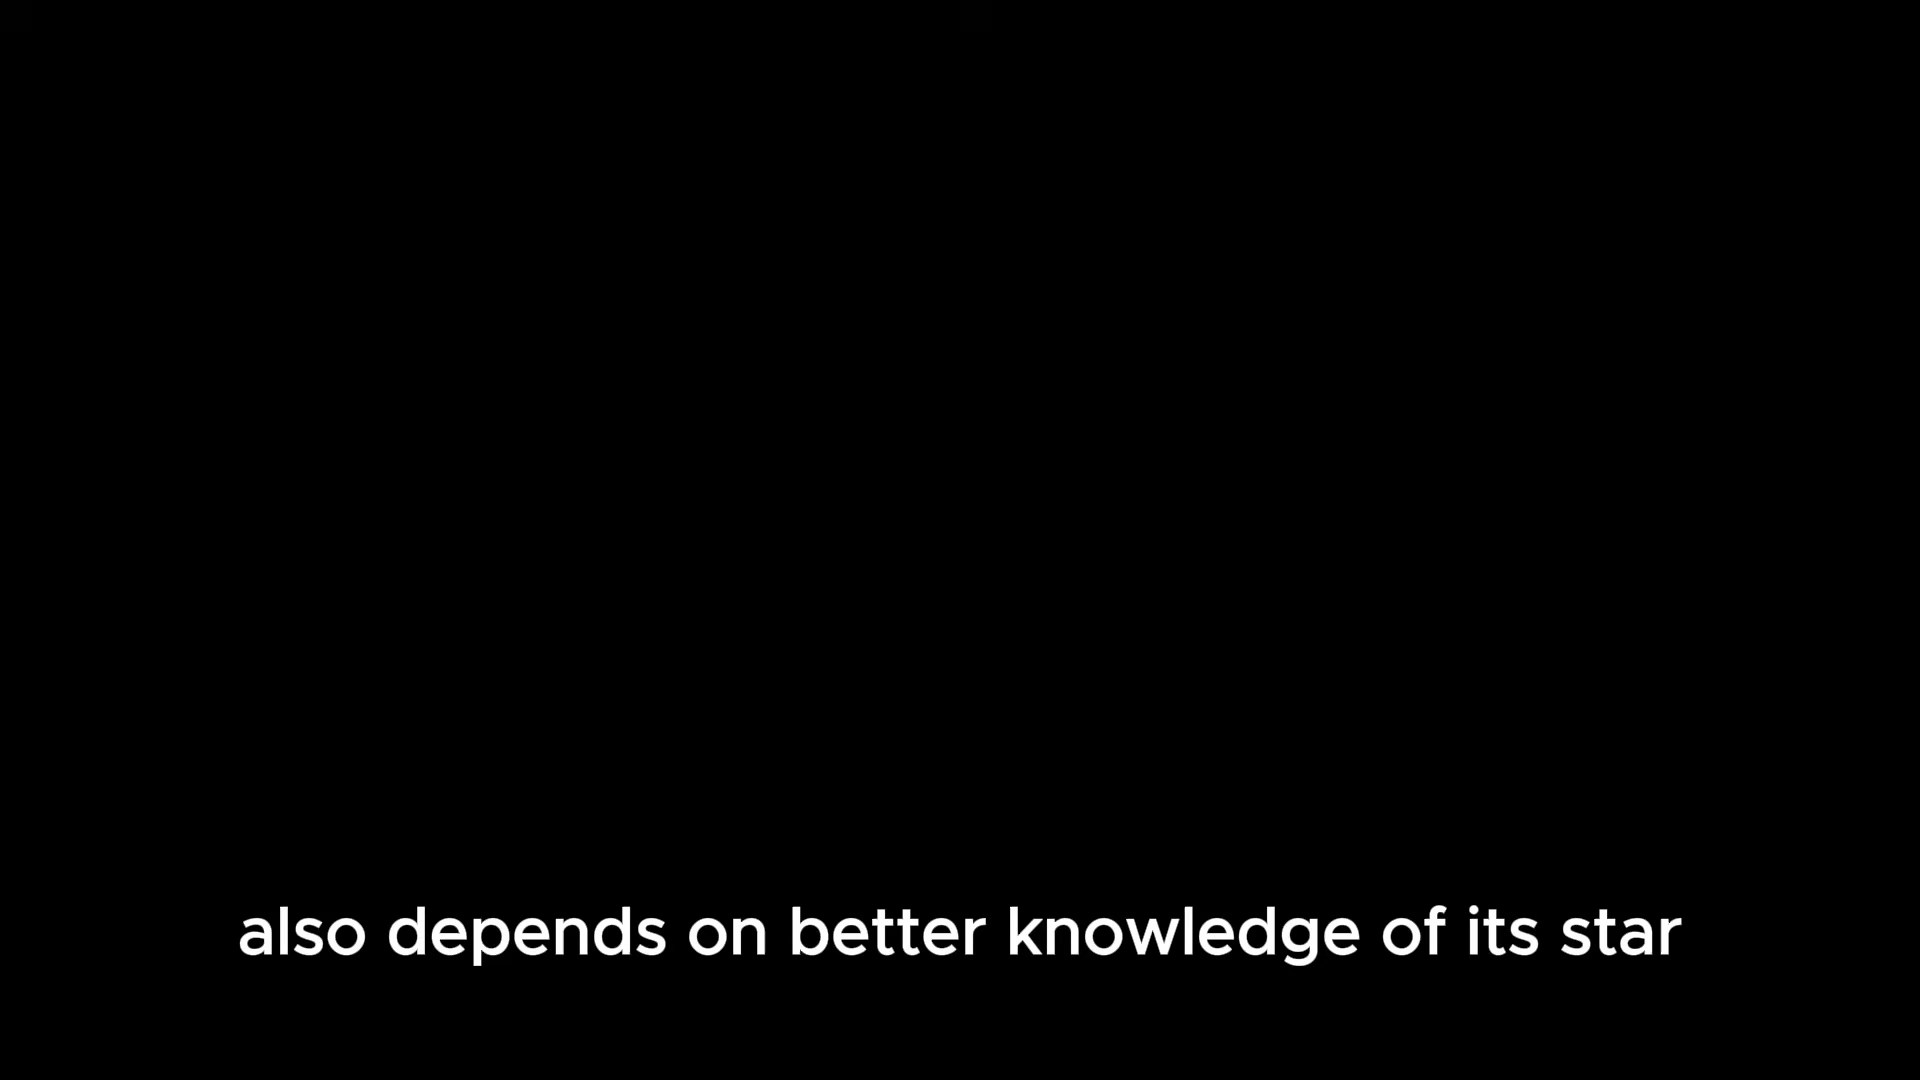 also depends on better knowledge of its star